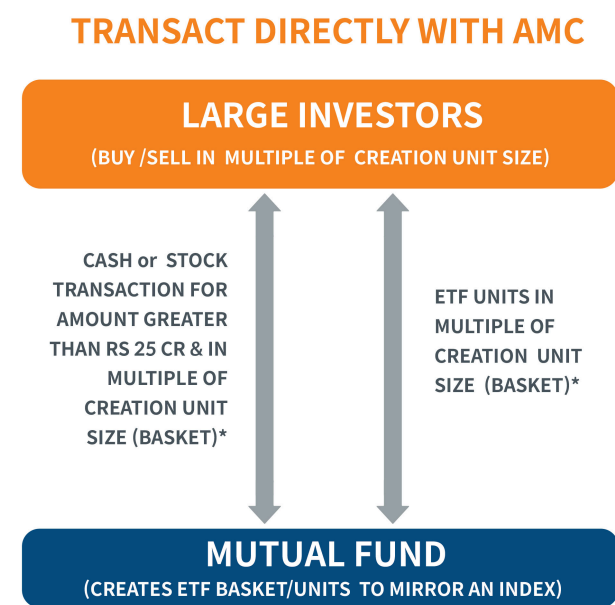 TRANSACT DIRECTLY WITH AMC
LARGE INVESTORS
(BUY /SELL IN MULTIPLE OF CREATION UNIT SIZE)
CASH or STOCK
TRANSACTION FOR
AMOUNT GREATER
THAN RS 25 CR & IN
MULTIPLE OF
CREATION UNIT
SIZE (BASKET)*
ETF UNITS IN
MULTIPLE OF
CREATION UNIT
SIZE (BASKET)*
MUTUAL FUND
(CREATES ETF BASKET/UNITS TO MIRROR AN INDEX)